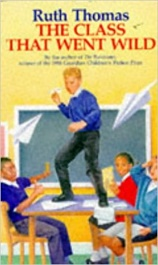 Ruth Thomas
THE CLASS
THAT WENT WILD
By the author of The Runaways,
winner of the 1988 Guardian Children's Fiction Prize